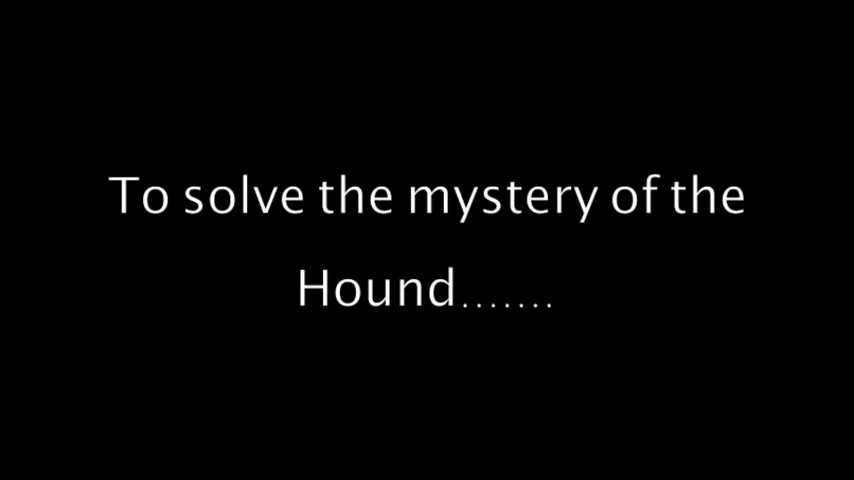 To solve the mystery of the
Hound.......